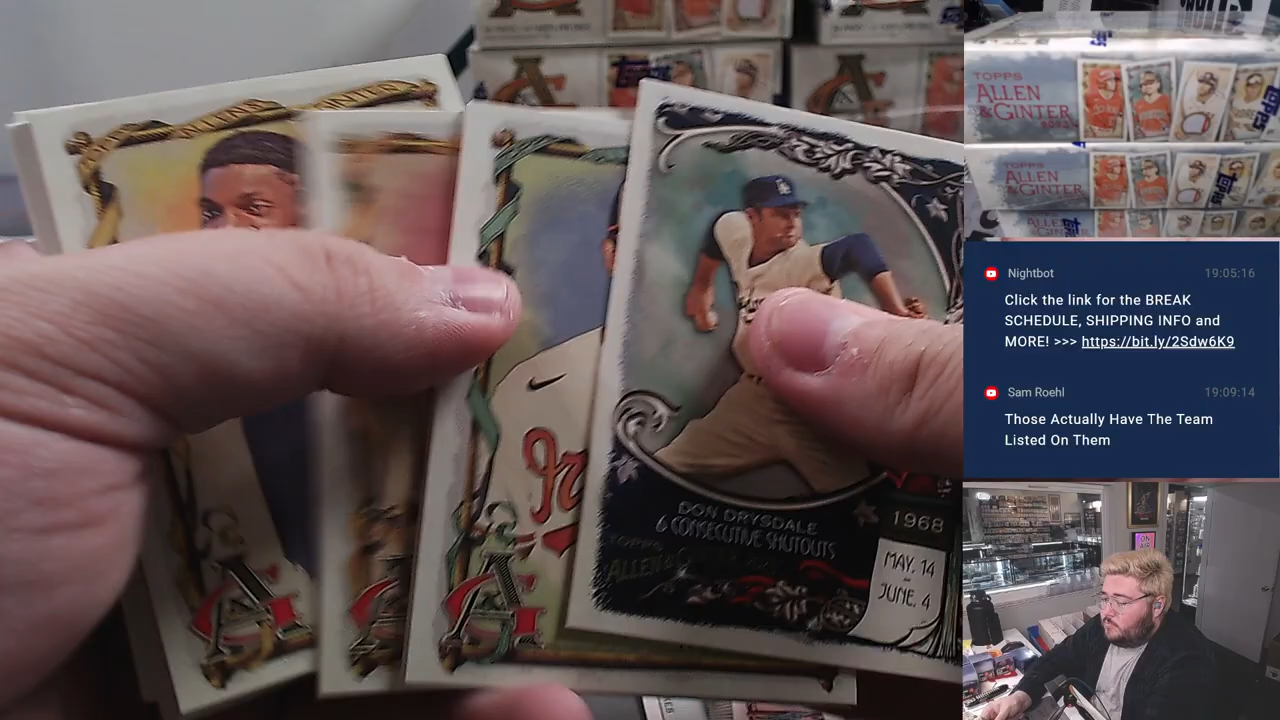 DON DRYSDALE
6 CONSECUTIVE SHUTOUTS
1968
MAY. 14
JUNE. 4
TOPPS
ALLEN
& GINTER
TOPPS
ALLEN
& GINTER
Nightbot 19:05:16
Click the link for the BREAK
SCHEDULE, SHIPPING INFO and
MORE! >>> https://bit.ly/2Sdw6K9
Sam Roehl 19:09:14
Those Actually Have The Team
Listed On Them
ON
AIR